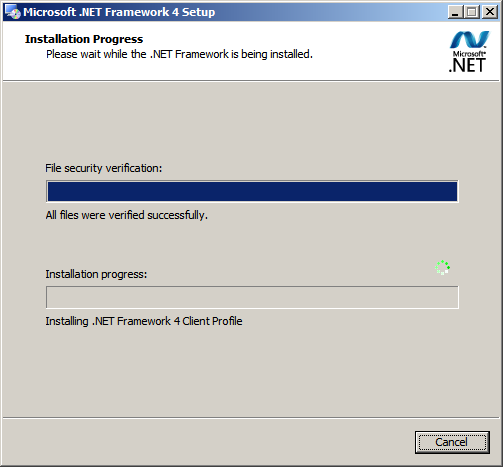 Microsoft .NET Framework 4 Setup
Installation Progress
Please wait while the .NET Framework is being installed.
Microsoft®
.NET
File security verification:
All files were verified successfully.
Installation progress:
Installing .NET Framework 4 Client Profile
Cancel